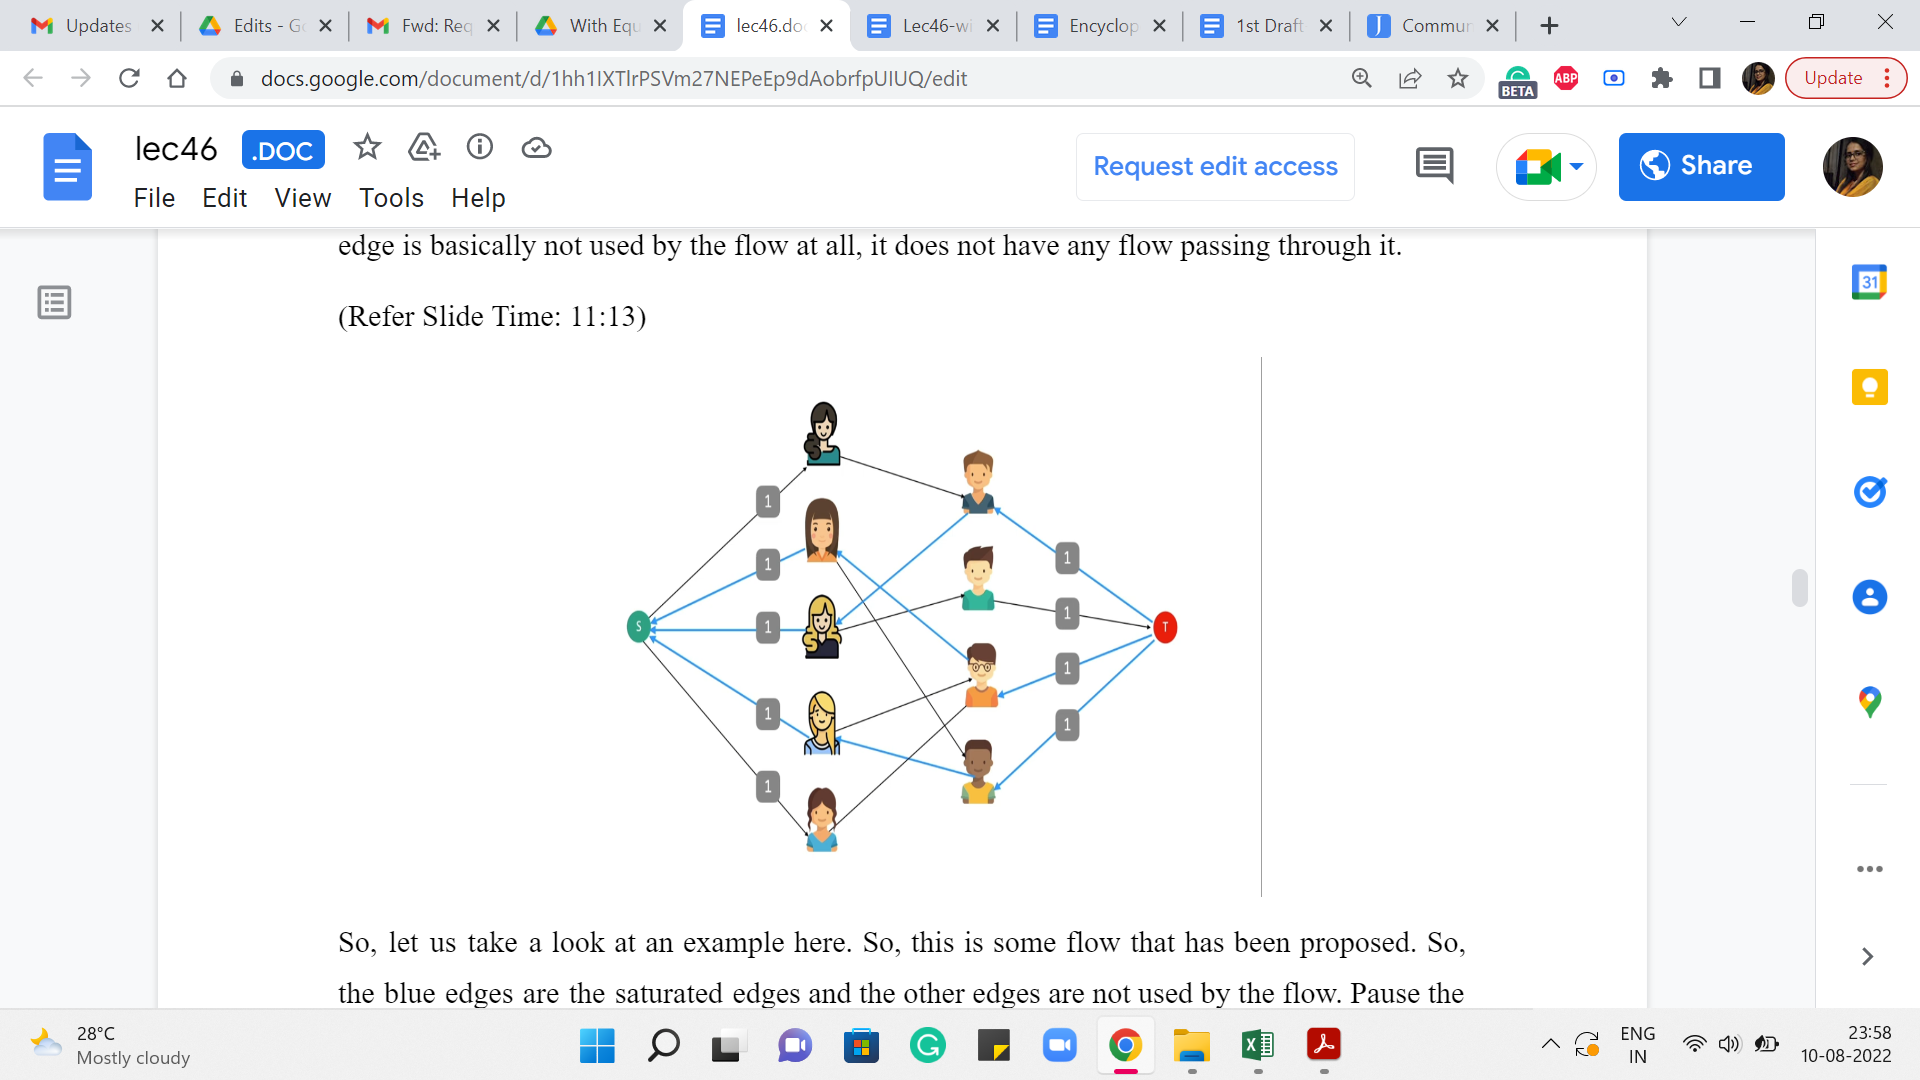 Updates
Edits - G
Fwd: Req
With Equ
lec46.do
Lec46-wi
Encyclop
1st Draft
Commun
docs.google.com/document/d/1hh1IXTlrPSVm27NEPeEp9dAobrfpUIUQ/edit
BETA
ABP
Update
lec46 .DOC
File Edit View Tools Help
Request edit access
Share
31
edge is basically not used by the flow at all, it does not have any flow passing through it.
(Refer Slide Time: 11:13)
1
1
1
1
1
S
1
1
1
1
T
So, let us take a look at an example here. So, this is some flow that has been proposed. So,
the blue edges are the saturated edges and the other edges are not used by the flow. Pause the
28°C
Mostly cloudy
ENG
IN
23:58
10-08-2022